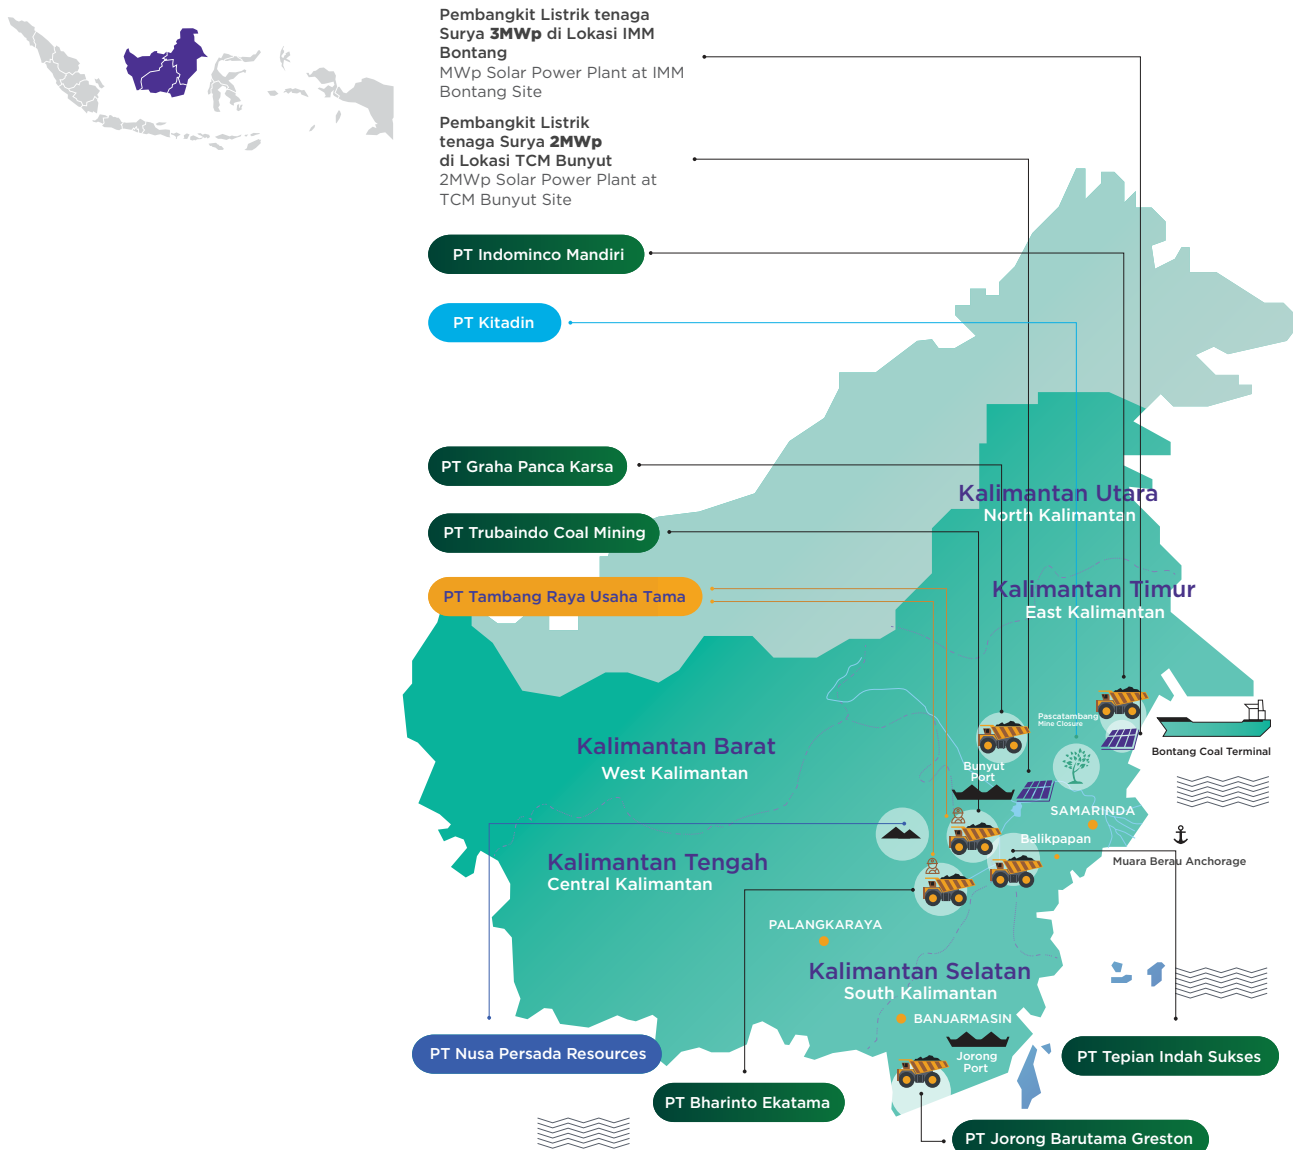 Pembangkit Listrik tenaga
Surya 3MWp di Lokasi IMM
Bontang
MWp Solar Power Plant at IMM
Bontang Site
Pembangkit Listrik
tenaga Surya 2MWp
di Lokasi TCM Bunyut
2MWp Solar Power Plant at
TCM Bunyut Site
PT Indominco Mandiri
PT Kitadin
PT Graha Panca Karsa
PT Trubaindo Coal Mining
PT Tambang Raya Usaha Tama
Kalimantan Utara
North Kalimantan
Kalimantan Timur
East Kalimantan
Pascatambang
Mine Closure
Bontang Coal Terminal
Kalimantan Barat
West Kalimantan
Bunyut
Port
SAMARINDA
Balikpapan
Muara Berau Anchorage
Kalimantan Tengah
Central Kalimantan
PALANGKARAYA
Kalimantan Selatan
South Kalimantan
BANJARMASIN
Jorong
Port
PT Nusa Persada Resources
PT Tepian Indah Sukses
PT Bharinto Ekatama
PT Jorong Barutama Greston